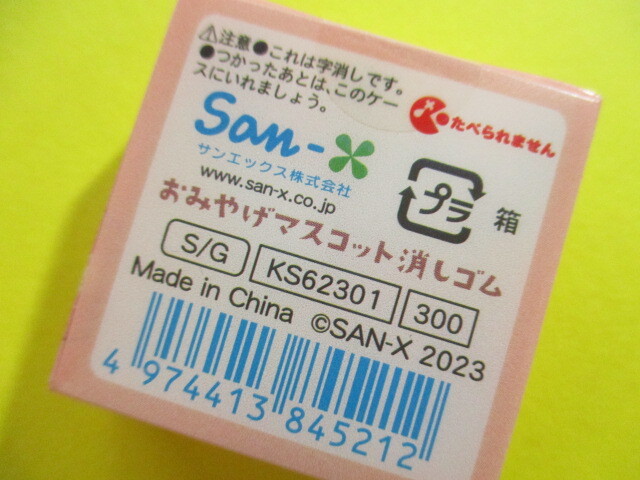 ⚠注意●これは字消しです。
●つかったあとは、このケー
スにいれましょう。
たべられません
San-X
サンエックス株式会社
www.san-x.co.jp
プラ 箱
おみやげマスコット消しゴム
S/G KS62301 300
Made in China ©SAN-X 2023
4 974413 845212